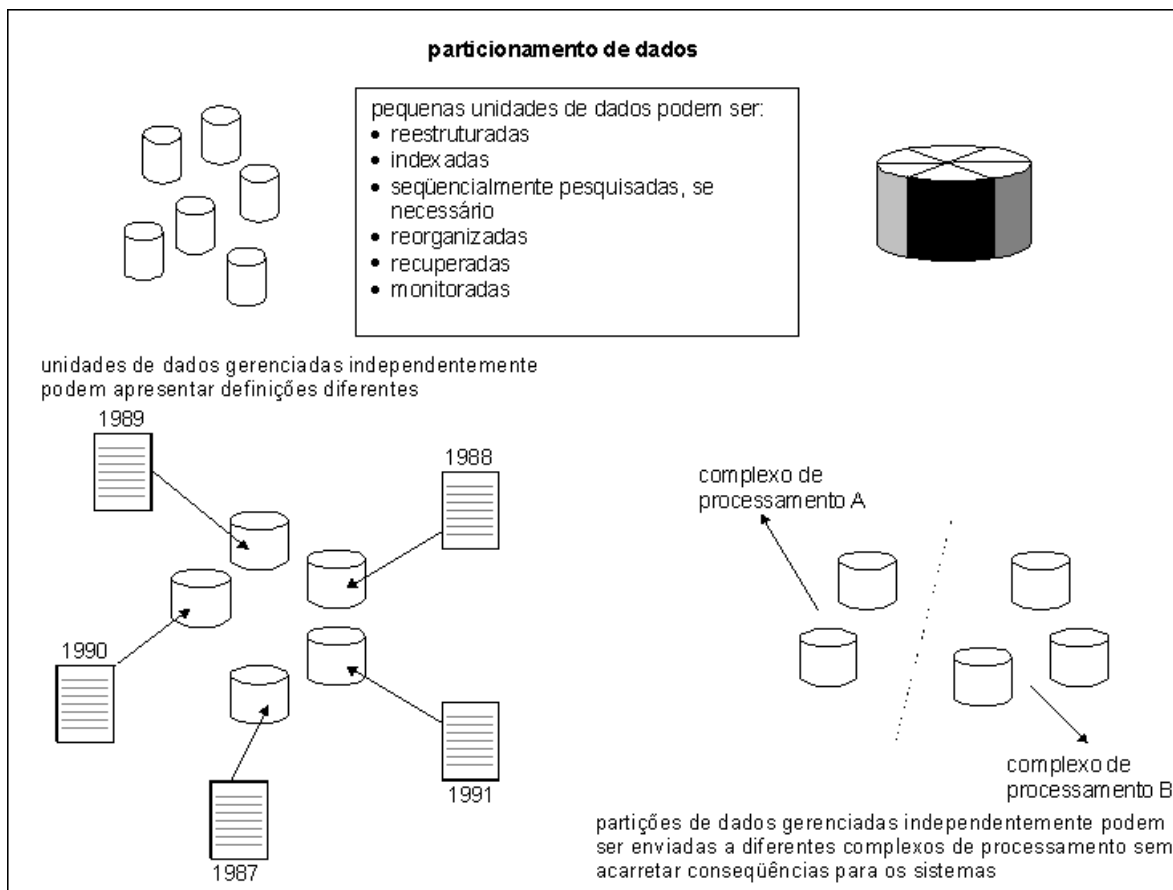 particionamento de dados
pequenas unidades de dados podem ser:
• reestruturadas
• indexadas
• seqüencialmente pesquisadas, se
necessário
• reorganizadas
• recuperadas
• monitoradas
unidades de dados gerenciadas independentemente
podem apresentar definições diferentes
1989
1988
1990
1991
1987
complexo de
processamento A
complexo de
processamento B
partições de dados gerenciadas independentemente podem
ser enviadas a diferentes complexos de processamento sem
acarretar conseqüências para os sistemas